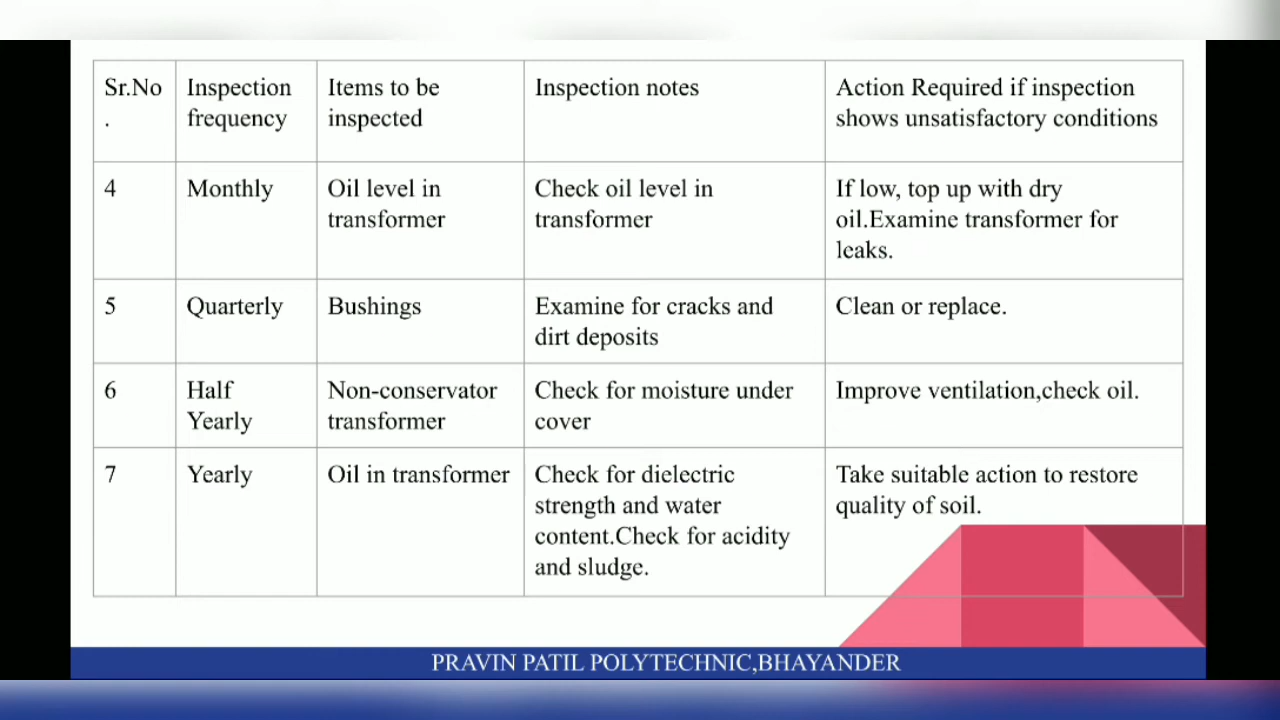 Sr.No
.
Inspection
frequency
Items to be
inspected
Inspection notes
Action Required if inspection
shows unsatisfactory conditions
4
Monthly
Oil level in
transformer
Check oil level in
transformer
If low, top up with dry
oil.Examine transformer for
leaks.
5
Quarterly
Bushings
Examine for cracks and
dirt deposits
Clean or replace.
6
Half
Yearly
Non-conservator
transformer
Check for moisture under
cover
Improve ventilation,check oil.
7
Yearly
Oil in transformer
Check for dielectric
strength and water
content.Check for acidity
and sludge.
Take suitable action to restore
quality of soil.
PRAVIN PATIL POLYTECHNIC,BHAYANDER